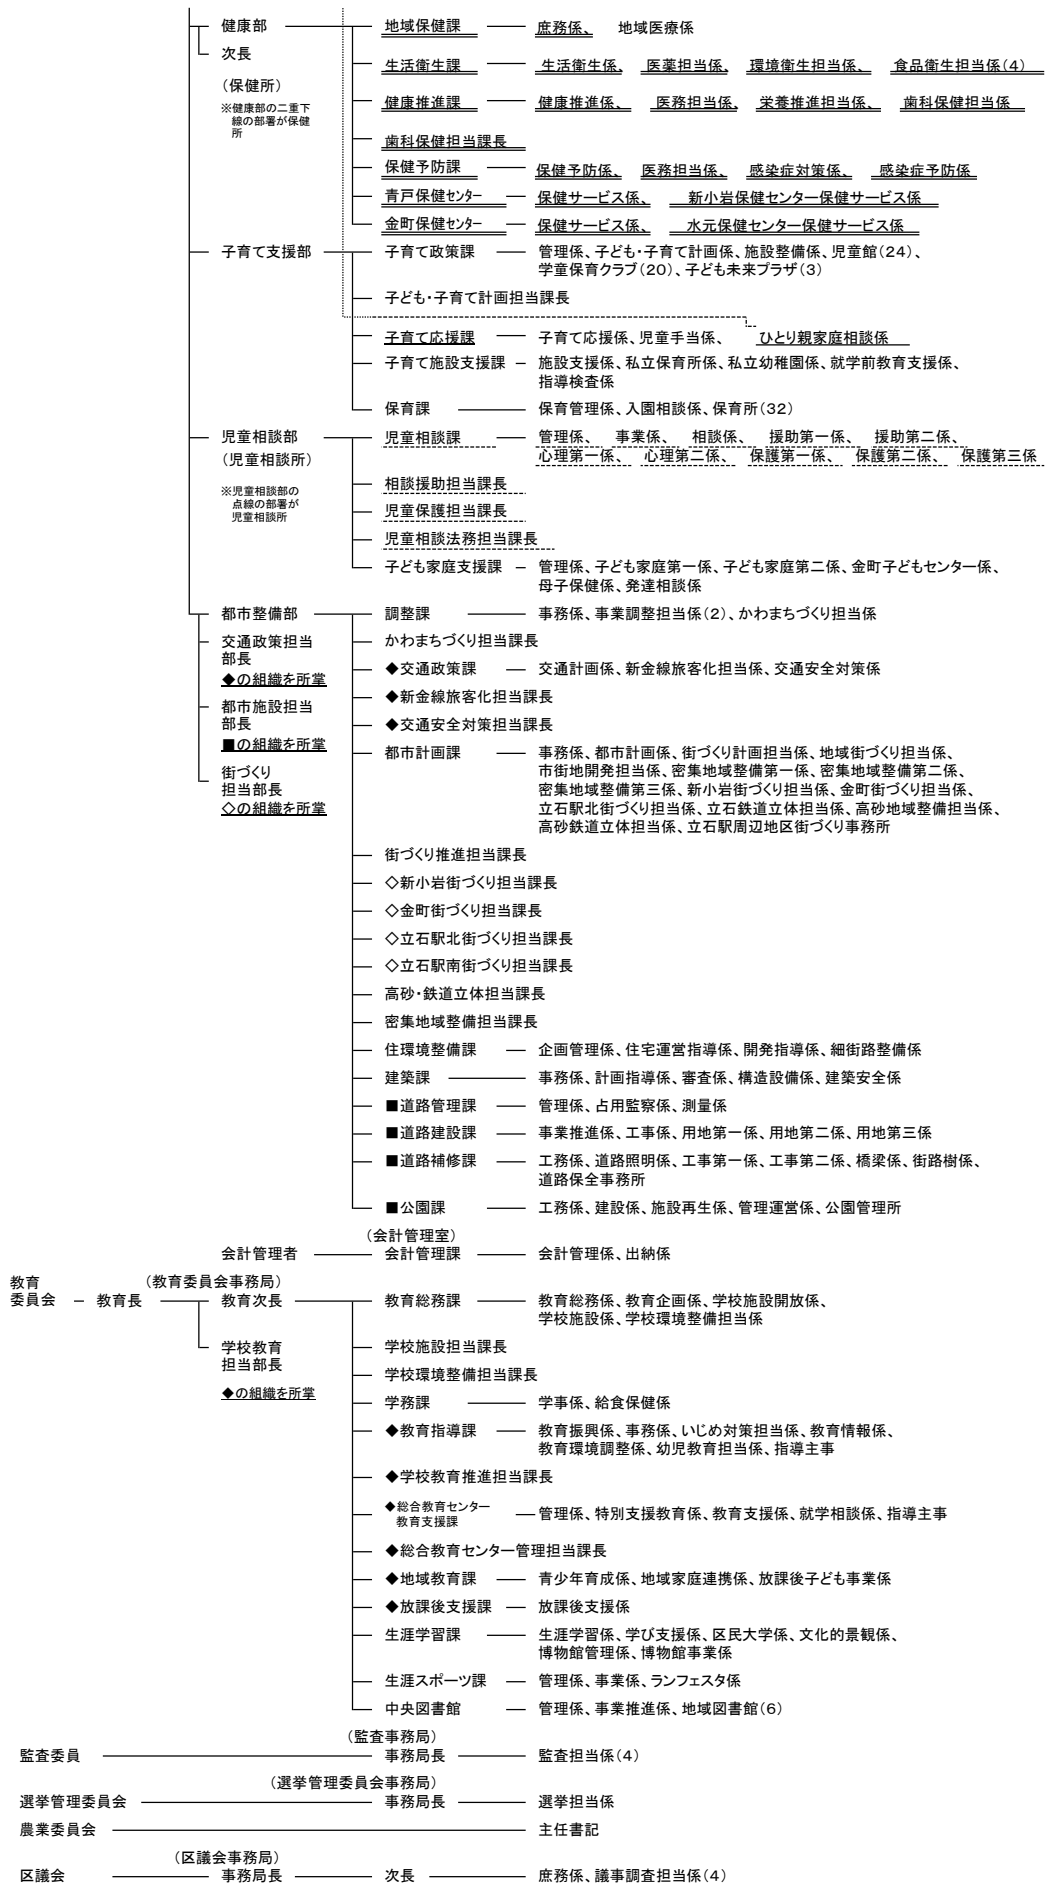 健康部 地域保健課 庶務係、 地域医療係
次長
生活衛生課 生活衛生係、 医薬担当係、 環境衛生担当係、 食品衛生担当係(4)
（保健所）
※健康部の二重下
線の部署が保健
所
健康推進課 健康推進係、 医務担当係、 栄養推進担当係、 歯科保健担当係
歯科保健担当課長
保健予防課 保健予防係、 医務担当係、 感染症対策係、 感染症予防係
青戸保健センター 保健サービス係、 新小岩保健センター保健サービス係
金町保健センター 保健サービス係、 水元保健センター保健サービス係
子育て支援部 子育て政策課 管理係、子ども・子育て計画係、施設整備係、児童館(24)、
学童保育クラブ(20)、子ども未来プラザ(3)
子ども・子育て計画担当課長
子育て応援課 子育て応援係、児童手当係、 ひとり親家庭相談係
子育て施設支援課 施設支援係、私立保育所係、私立幼稚園係、就学前教育支援係、
指導検査係
保育課 保育管理係、入園相談係、保育所(32)
児童相談部 児童相談課 管理係、 事業係、 相談係、 援助第一係、 援助第二係、
（児童相談所） 心理第一係、 心理第二係、 保護第一係、 保護第二係、 保護第三係
※児童相談部の
点線の部署が
児童相談所
相談援助担当課長
児童保護担当課長
児童相談法務担当課長
子ども家庭支援課 管理係、子ども家庭第一係、子ども家庭第二係、金町子どもセンター係、
母子保健係、発達相談係
都市整備部 調整課 事務係、事業調整担当係(2)、かわまちづくり担当係
交通政策担当
部長
◆の組織を所掌
都市施設担当
部長
■の組織を所掌
街づくり
担当部長
◇の組織を所掌
かわまちづくり担当課長
◆交通政策課 交通計画係、新金線旅客化担当係、交通安全対策係
◆新金線旅客化担当課長
◆交通安全対策担当課長
都市計画課 事務係、都市計画係、街づくり計画担当係、地域街づくり担当係、
市街地開発担当係、密集地域整備第一係、密集地域整備第二係、
密集地域整備第三係、新小岩街づくり担当係、金町街づくり担当係、
立石駅北街づくり担当係、立石鉄道立体担当係、高砂地域整備担当係、
高砂鉄道立体担当係、立石駅周辺地区街づくり事務所
街づくり推進担当課長
◇新小岩街づくり担当課長
◇金町街づくり担当課長
◇立石駅北街づくり担当課長
◇立石駅南街づくり担当課長
高砂・鉄道立体担当課長
密集地域整備担当課長
住環境整備課 企画管理係、住宅運営指導係、開発指導係、細街路整備係
建築課 事務係、計画指導係、審査係、構造設備係、建築安全係
■道路管理課 管理係、占用監察係、測量係
■道路建設課 事業推進係、工事係、用地第一係、用地第二係、用地第三係
■道路補修課 工務係、道路照明係、工事第一係、工事第二係、橋梁係、街路樹係、
道路保全事務所
■公園課 工務係、建設係、施設再生係、管理運営係、公園管理所
（会計管理室）
会計管理者 会計管理課 会計管理係、出納係
（教育委員会事務局）
教育
委員会 教育長 教育次長 教育総務課 教育総務係、教育企画係、学校施設開放係、
学校施設係、学校環境整備担当係
学校教育
担当部長
◆の組織を所掌
学校施設担当課長
学校環境整備担当課長
学務課 学事係、給食保健係
◆教育指導課 教育振興係、事務係、いじめ対策担当係、教育情報係、
教育環境調整係、幼児教育担当係、指導主事
◆学校教育推進担当課長
◆総合教育センター
教育支援課 管理係、特別支援教育係、教育支援係、就学相談係、指導主事
◆総合教育センター管理担当課長
◆地域教育課 青少年育成係、地域家庭連携係、放課後子ども事業係
◆放課後支援課 放課後支援係
生涯学習課 生涯学習係、学び支援係、区民大学係、文化的景観係、
博物館管理係、博物館事業係
生涯スポーツ課 管理係、事業係、ランフェスタ係
中央図書館 管理係、事業推進係、地域図書館(6)
（監査事務局）
監査委員 事務局長 監査担当係(4)
（選挙管理委員会事務局）
選挙管理委員会 事務局長 選挙担当係
農業委員会 主任書記
（区議会事務局）
区議会 事務局長 次長 庶務係、議事調査担当係(4)